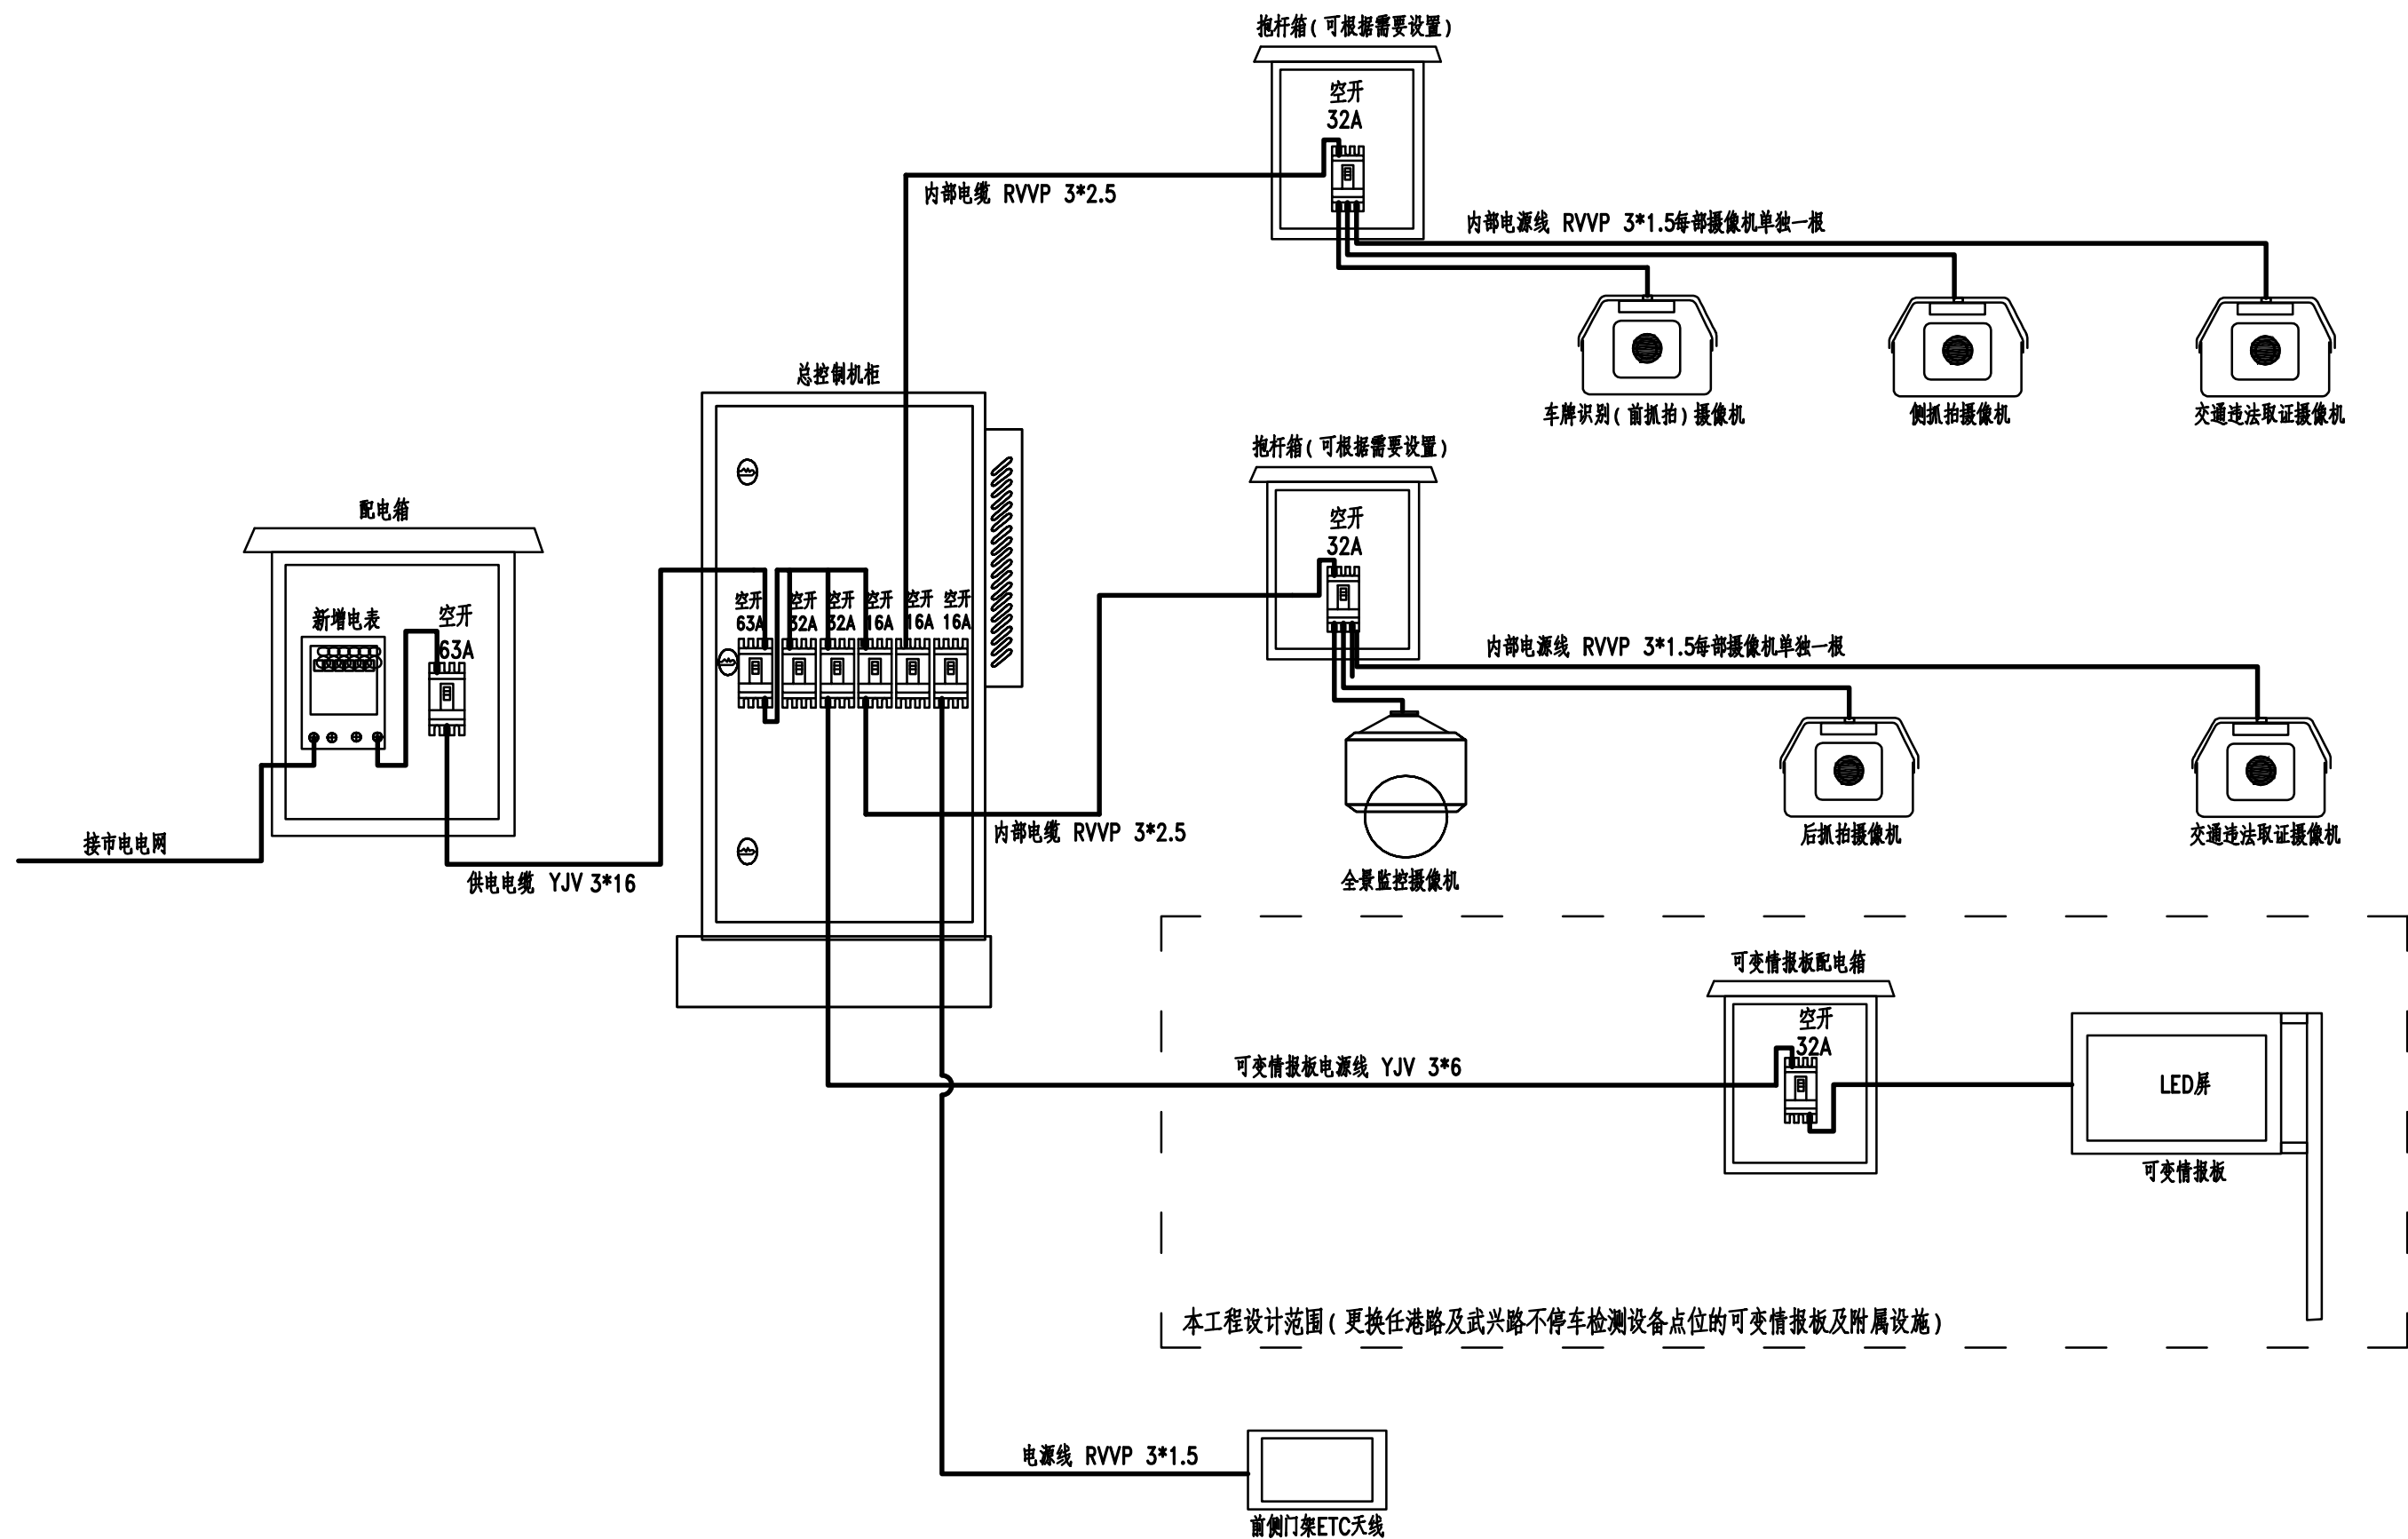 抱杆箱(可根据需要设置)
空开
32A
内部电缆 RVVP 3*2.5
内部电源线 RVVP 3*1.5每部摄像机单独一根
总控制机柜
车牌识别(前抓拍)摄像机
侧抓拍摄像机
交通违法取证摄像机
抱杆箱(可根据需要设置)
配电箱
空开
32A
新增电表
空开
63A
空开
63A
空开
32A
空开
32A
空开
16A
空开
16A
空开
16A
内部电源线 RVVP 3*1.5每部摄像机单独一根
接市电电网
供电电缆 YJV 3*16
内部电缆 RVVP 3*2.5
全景监控摄像机
后抓拍摄像机
交通违法取证摄像机
可变情报板配电箱
空开
32A
可变情报板电源线 YJV 3*6
LED屏
可变情报板
本工程设计范围(更换任港路及武兴路不停车检测设备点位的可变情报板及附属设施)
电源线 RVVP 3*1.5
前侧门架ETC天线